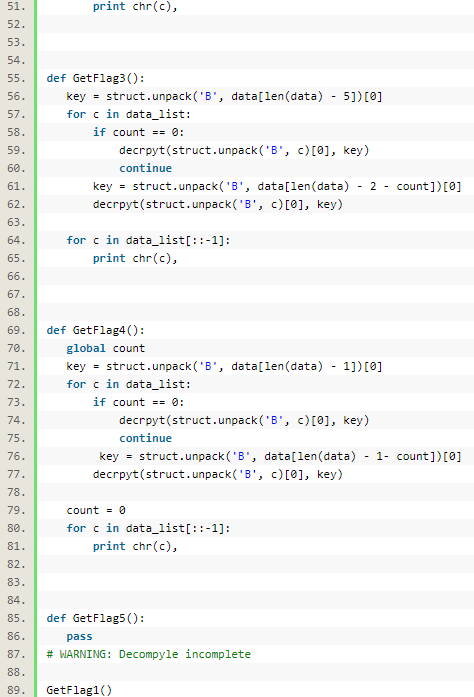 51. print chr(c),
52.
53.
54.
55. def GetFlag3():
56. key = struct.unpack('B', data[len(data) - 5])[0]
57. for c in data_list:
58. if count == 0:
59. decrpyt(struct.unpack('B', c)[0], key)
60. continue
61. key = struct.unpack('B', data[len(data) - 2 - count])[0]
62. decrpyt(struct.unpack('B', c)[0], key)
63.
64. for c in data_list[::-1]:
65. print chr(c),
66.
67.
68.
69. def GetFlag4():
70. global count
71. key = struct.unpack('B', data[len(data) - 1])[0]
72. for c in data_list:
73. if count == 0:
74. decrpyt(struct.unpack('B', c)[0], key)
75. continue
76. key = struct.unpack('B', data[len(data) - 1- count])[0]
77. decrpyt(struct.unpack('B', c)[0], key)
78.
79. count = 0
80. for c in data_list[::-1]:
81. print chr(c),
82.
83.
84.
85. def GetFlag5():
86. pass
87. # WARNING: Decompyle incomplete
88.
89. GetFlag1()